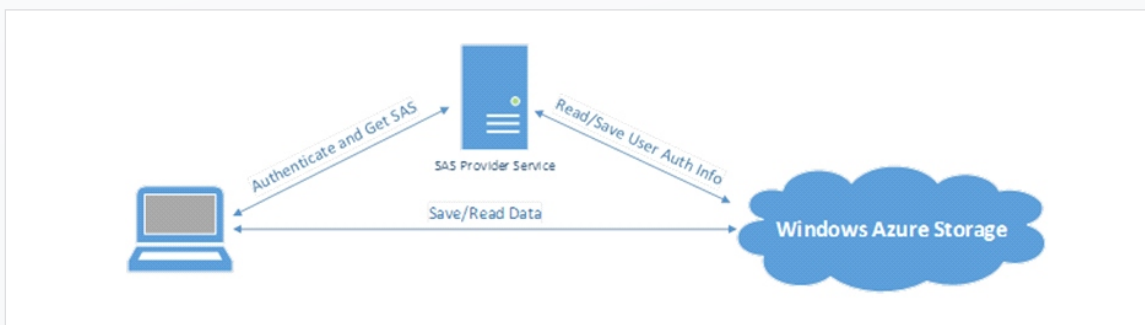 Authenticate and Get SAS
Read/Save User Auth Info
SAS Provider Service
Save/Read Data
Windows Azure Storage